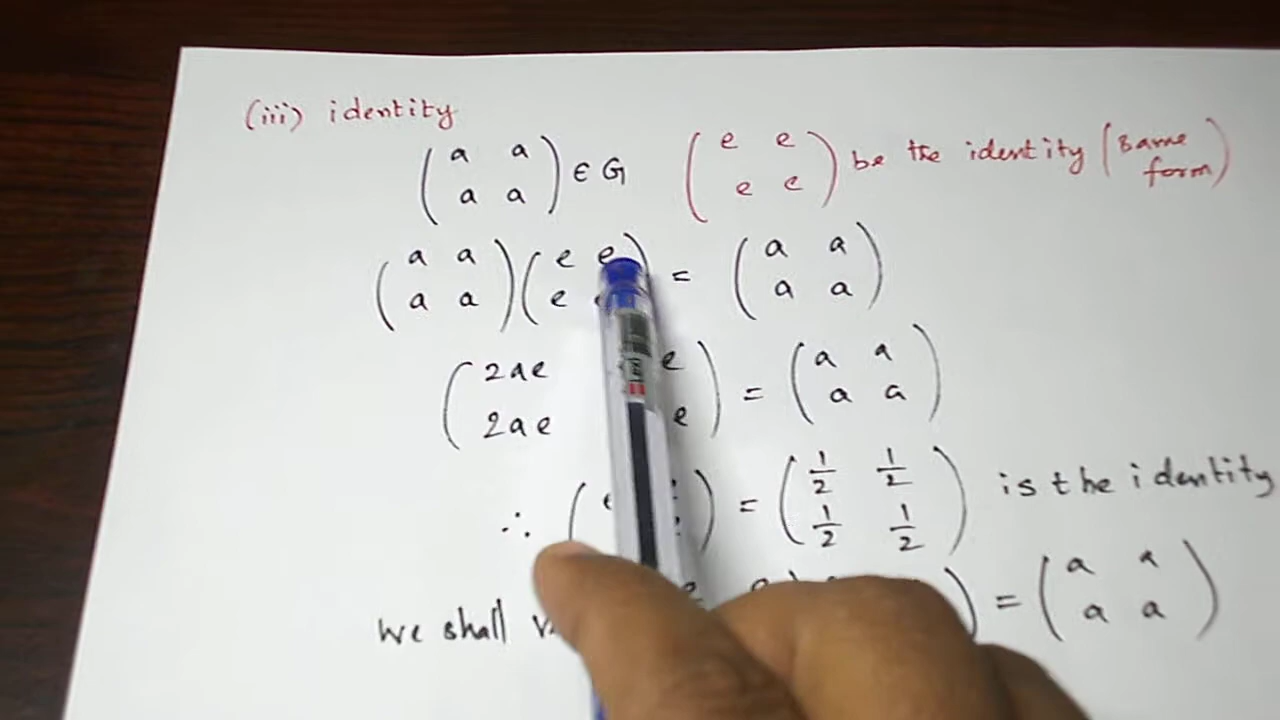 (iii) identity
( a a ) ∈ G ( e e ) be the identity ( Same
( a a ) ( e e ) form )
( a a ) ( e e ) = ( a a )
( a a ) ( e ) = ( a a )
( 2ae e ) = ( a a )
( 2ae e ) = ( a a )
∴ ( ) = ( 1/2 1/2 ) is the identity
( 1/2 1/2 )
we shall = ( a a )
( a a )